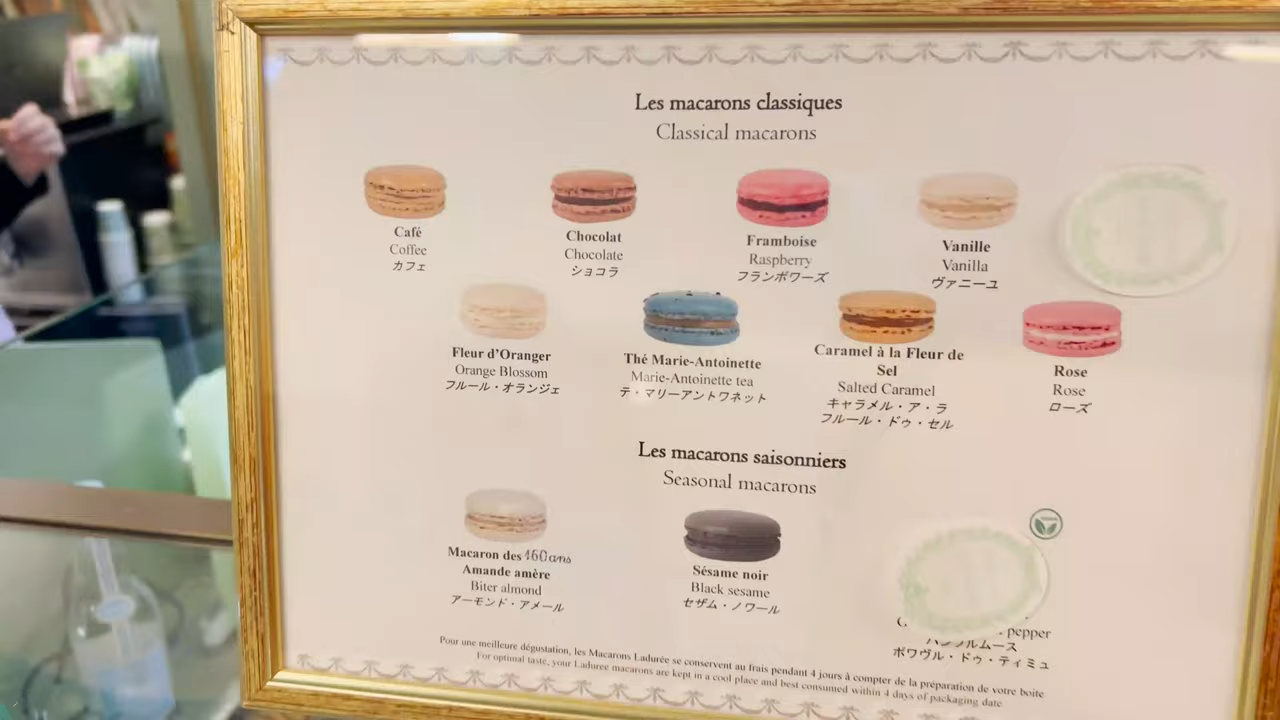 Les macarons classiques
Classical macarons
Café
Coffee
カフェ
Chocolat
Chocolate
ショコラ
Framboise
Raspberry
フランボワーズ
Vanille
Vanilla
ヴァニーユ
Fleur d'Oranger
Orange Blossom
フルール・オランジェ
Thé Marie-Antoinette
Marie-Antoinette tea
テ・マリーアントワネット
Caramel à la Fleur de
Sel
Salted Caramel
キャラメル・ア・ラ
フルール・ドゥ・セル
Rose
Rose
ローズ
Les macarons saisonniers
Seasonal macarons
Macaron des 160 ans
Amande amère
Biter almond
アーモンド・アメール
Sésame noir
Black sesame
セザム・ノワール
pepper
パンプルムース
ポワヴル・ドゥ・ティミュ
Pour une meilleure dégustation, les Macarons Ladurée se conservent au frais pendant 4 jours à compter de la préparation de votre boite
For optimal taste, your Laduree macarons are kept in a cool place and best consumed within 4 days of packaging date